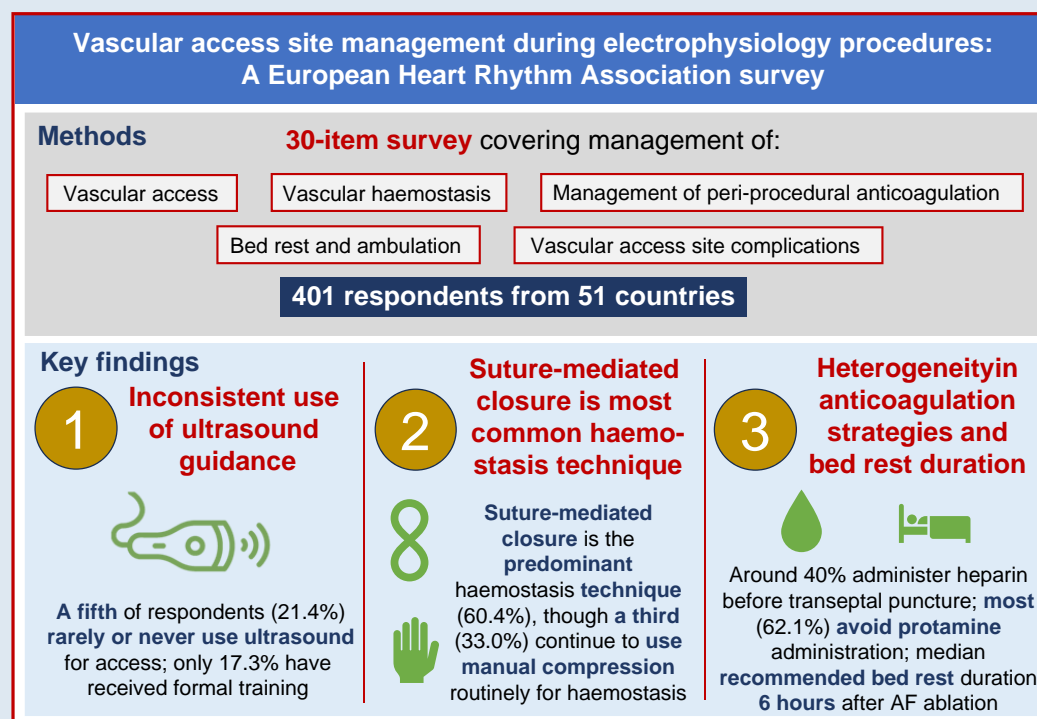 Vascular access site management during electrophysiology procedures:
A European Heart Rhythm Association survey
Methods
30-item survey covering management of:
Vascular access
Vascular haemostasis
Management of peri-procedural anticoagulation
Bed rest and ambulation
Vascular access site complications
401 respondents from 51 countries
Key findings
1
Inconsistent use
of ultrasound
guidance
A fifth of respondents (21.4%)
rarely or never use ultrasound
for access; only 17.3% have
received formal training
2
Suture-mediated
closure is most
common haemo-
stasis technique
Suture-mediated
closure is the
predominant
haemostasis technique
(60.4%), though a third
(33.0%) continue to use
manual compression
routinely for haemostasis
3
Heterogeneityin
anticoagulation
strategies and
bed rest duration
Around 40% administer heparin
before transeptal puncture; most
(62.1%) avoid protamine
administration; median
recommended bed rest duration
6 hours after AF ablation